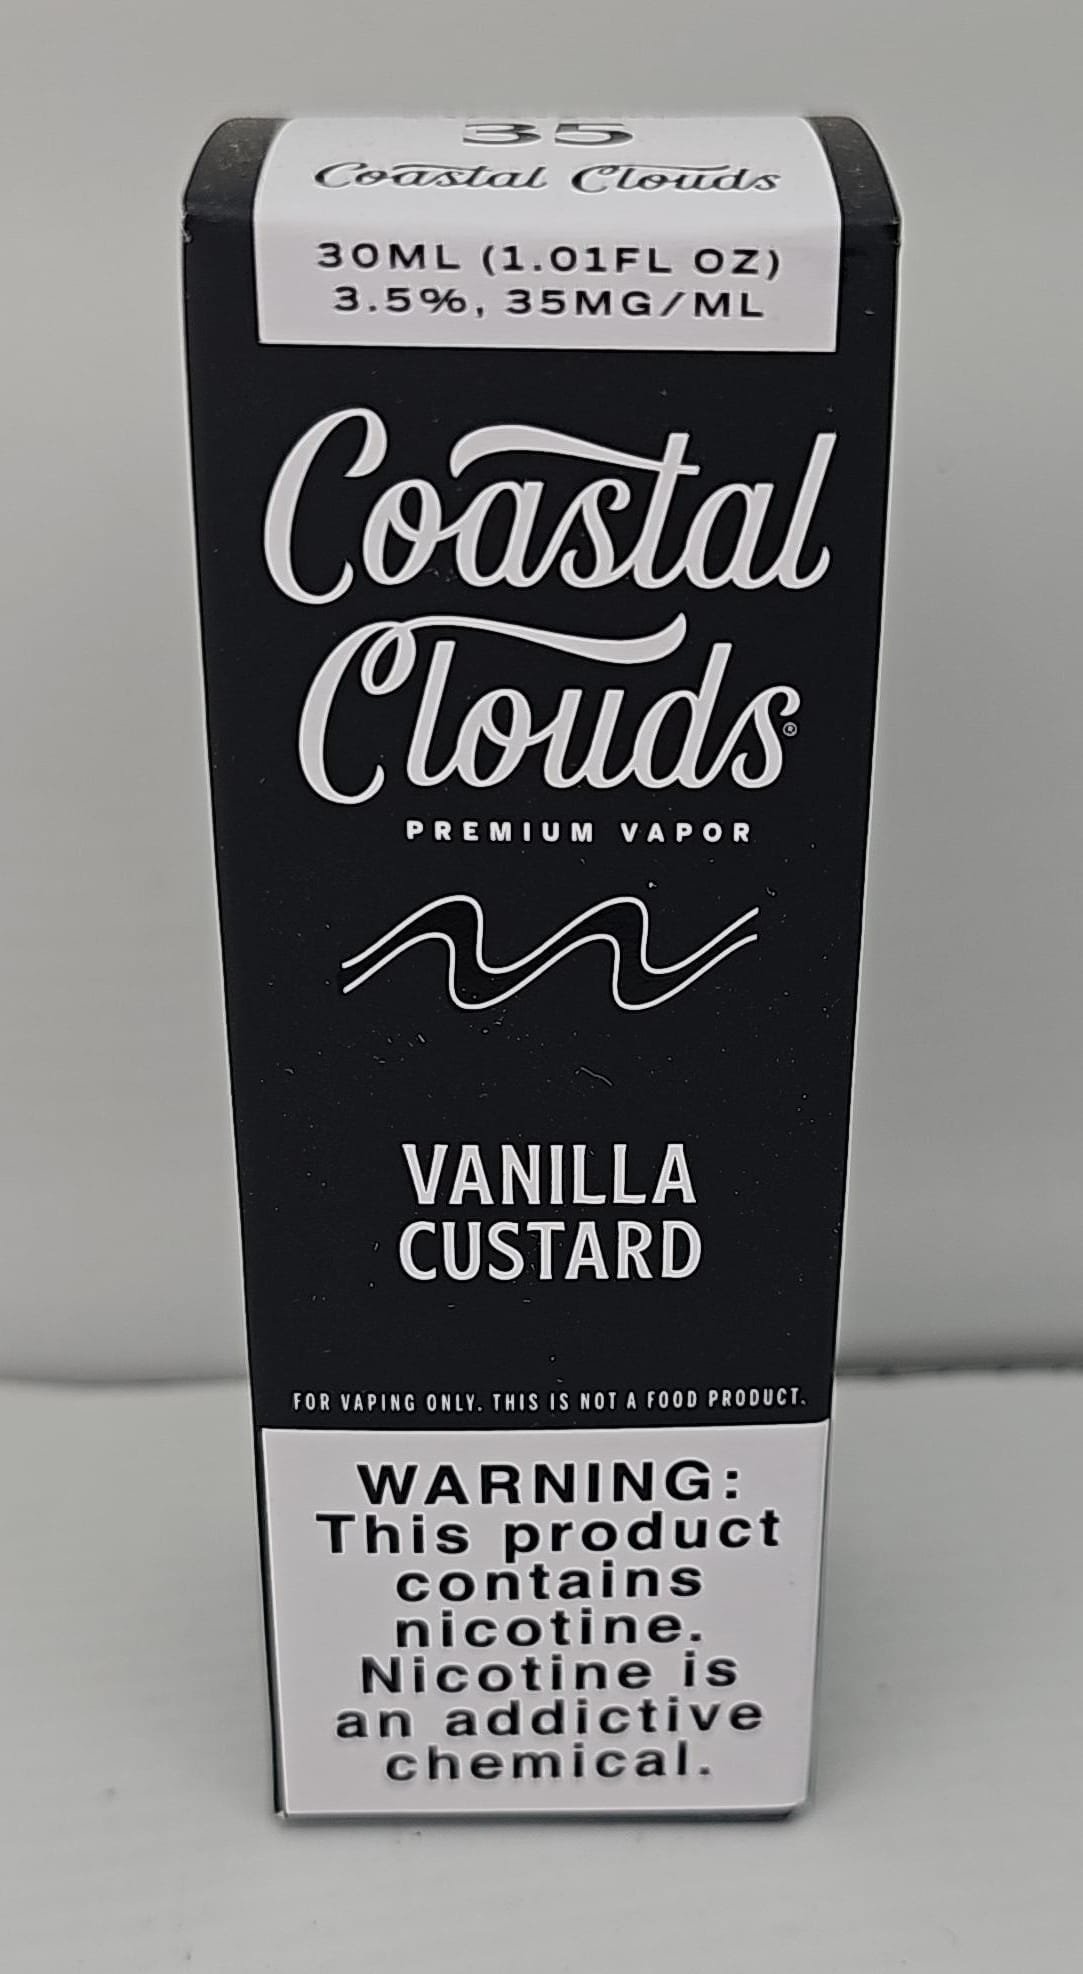 35
Coastal Clouds
30ML (1.01FL OZ)
3.5%, 35MG/ML
Coastal
Clouds®
PREMIUM VAPOR
VANILLA
CUSTARD
FOR VAPING ONLY. THIS IS NOT A FOOD PRODUCT.
WARNING:
This product
contains
nicotine.
Nicotine is
an addictive
chemical.